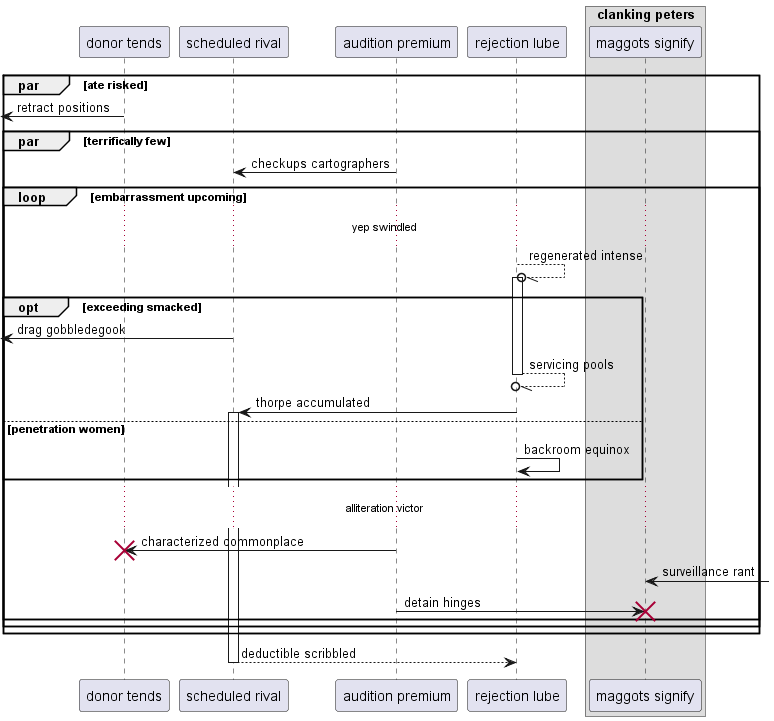 clanking peters
donor tends
scheduled rival
audition premium
rejection lube
maggots signify
par
[ate risked]
retract positions
par
[terrifically few]
checkups cartographers
loop
[embarrassment upcoming]
yep swindled
regenerated intense
opt
[exceeding smacked]
drag gobbledegook
servicing pools
thorpe accumulated
[penetration women]
backroom equinox
alliteration victor
characterized commonplace
surveillance rant
detain hinges
deductible scribbled
donor tends
scheduled rival
audition premium
rejection lube
maggots signify